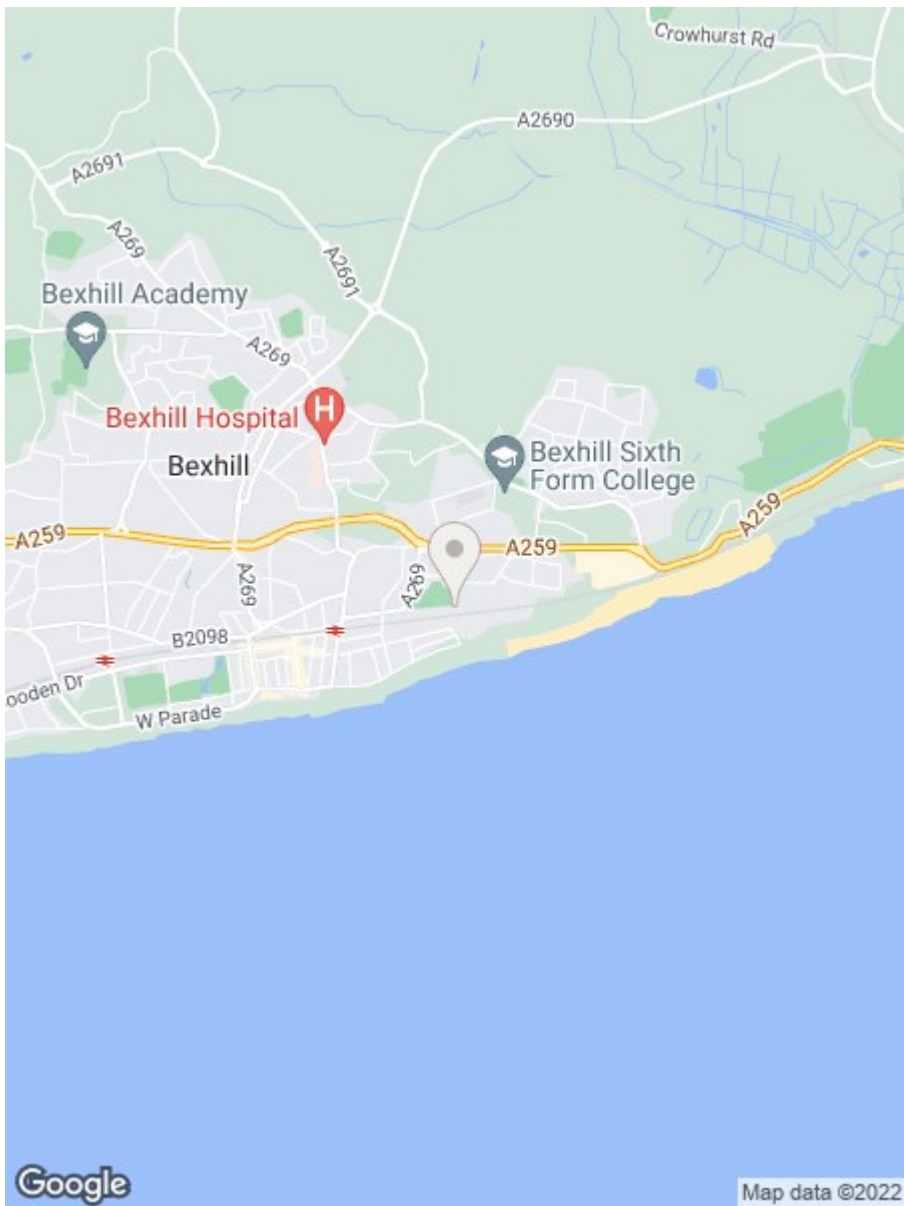 Crowhurst Rd
A2690
A2691
A269
A2691
Bexhill Academy
A269
Bexhill Hospital
H
Bexhill
Bexhill Sixth
Form College
A259
A259
A259
A269
A269
B2098
ooden Dr
W Parade
Google
Map data ©2022